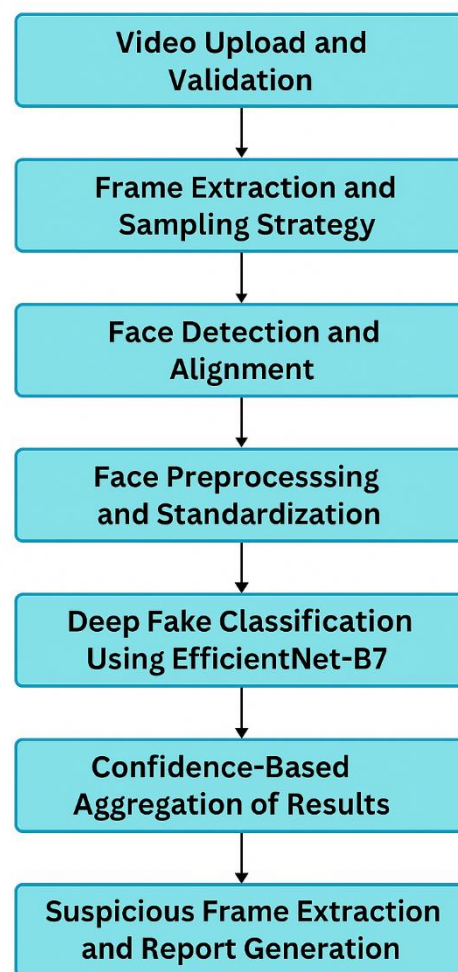 Video Upload and
Validation
Frame Extraction and
Sampling Strategy
Face Detection and
Alignment
Face Preprocesssing
and Standardization
Deep Fake Classification
Using EfficientNet-B7
Confidence-Based
Aggregation of Results
Suspicious Frame Extraction
and Report Generation